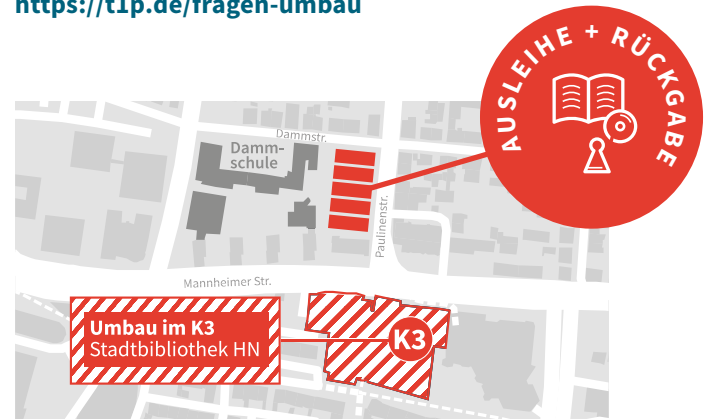 https://t1p.de/fragen-umbau
AUSLEIHE + RÜCKGABE
Dammstr.
Damm-
schule
Paulinenstr.
Mannheimer Str.
Umbau im K3
Stadtbibliothek HN
K3